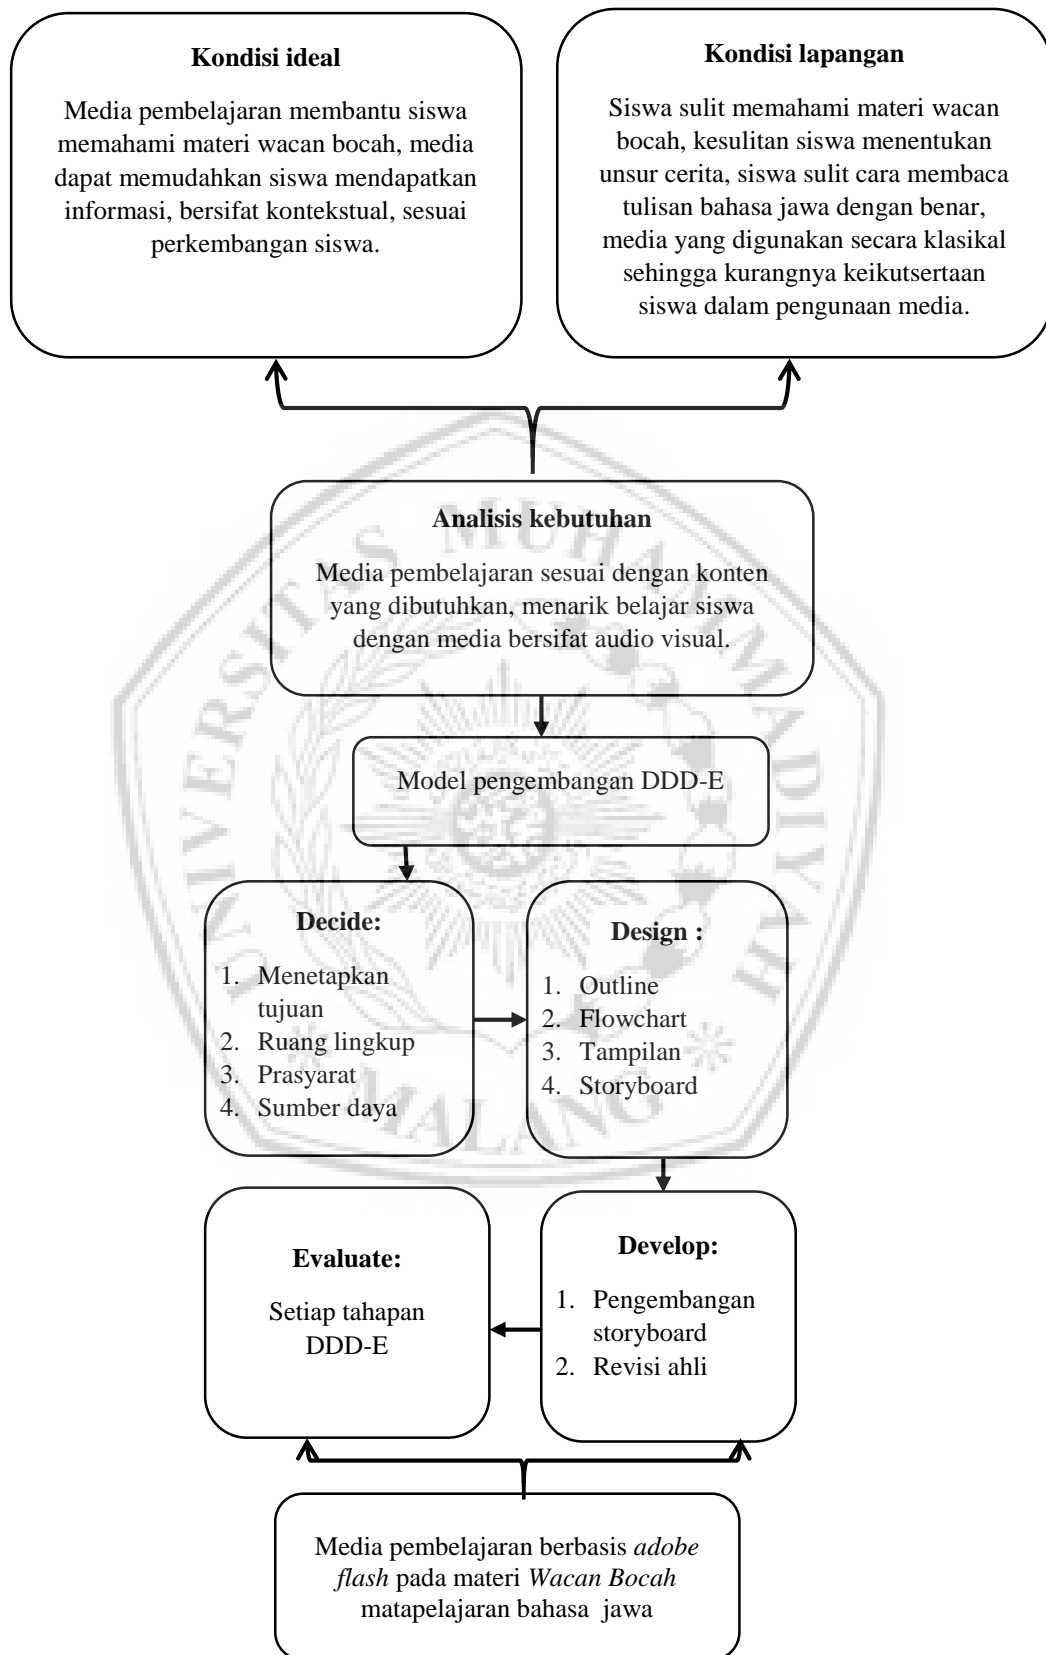 Kondisi ideal
Media pembelajaran membantu siswa
memahami materi wacan bocah, media
dapat memudahkan siswa mendapatkan
informasi, bersifat kontekstual, sesuai
perkembangan siswa.
Kondisi lapangan
Siswa sulit memahami materi wacan
bocah, kesulitan siswa menentukan
unsur cerita, siswa sulit cara membaca
tulisan bahasa jawa dengan benar,
media yang digunakan secara klasikal
sehingga kurangnya keikutsertaan
siswa dalam pengunaan media.
Analisis kebutuhan
Media pembelajaran sesuai dengan konten
yang dibutuhkan, menarik belajar siswa
dengan media bersifat audio visual.
Model pengembangan DDD-E
Decide:
1. Menetapkan
tujuan
2. Ruang lingkup
3. Prasyarat
4. Sumber daya
Design :
1. Outline
2. Flowchart
3. Tampilan
4. Storyboard
Evaluate:
Setiap tahapan
DDD-E
Develop:
1. Pengembangan
storyboard
2. Revisi ahli
Media pembelajaran berbasis adobe
flash pada materi Wacan Bocah
matapelajaran bahasa jawa
UNIVERSITAS MUHAMMADIYAH
MALANG